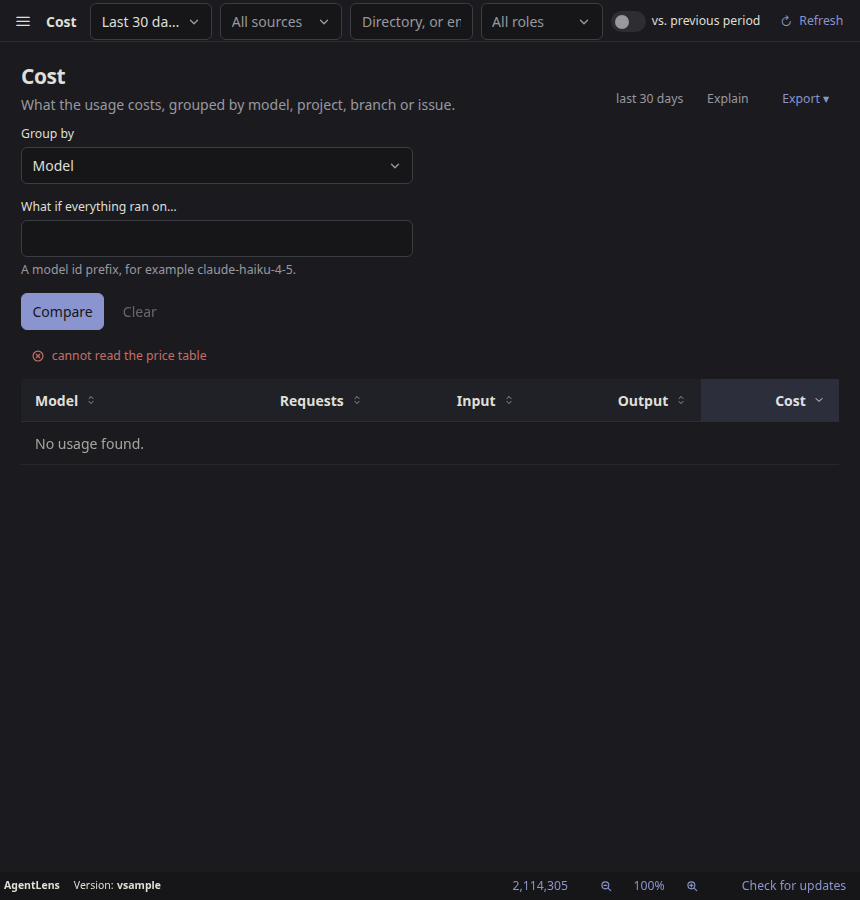 Cost
Last 30 da...
All sources
Directory, or er
All roles
vs. previous period
Refresh
Cost
What the usage costs, grouped by model, project, branch or issue.
last 30 days
Explain
Export ▾
Group by
Model
What if everything ran on...
A model id prefix, for example claude-haiku-4-5.
Compare
Clear
cannot read the price table
Model
Requests
Input
Output
Cost
No usage found.
AgentLens
Version: vsample
2,114,305
100%
Check for updates